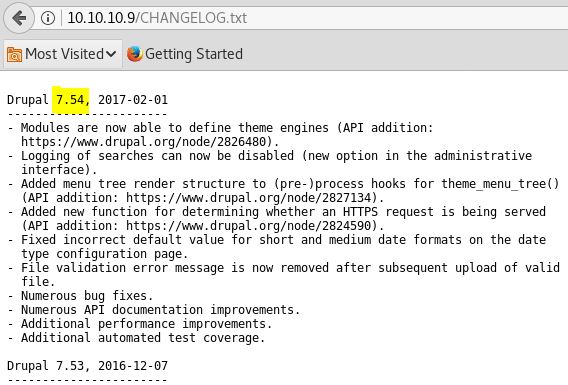 10.10.10.9/CHANGELOG.txt
Most Visited Getting Started
Drupal 7.54, 2017-02-01
-----------------------
- Modules are now able to define theme engines (API addition:
https://www.drupal.org/node/2826480).
- Logging of searches can now be disabled (new option in the administrative
interface).
- Added menu tree render structure to (pre-)process hooks for theme_menu_tree()
(API addition: https://www.drupal.org/node/2827134).
- Added new function for determining whether an HTTPS request is being served
(API addition: https://www.drupal.org/node/2824590).
- Fixed incorrect default value for short and medium date formats on the date
type configuration page.
- File validation error message is now removed after subsequent upload of valid
file.
- Numerous bug fixes.
- Numerous API documentation improvements.
- Additional performance improvements.
- Additional automated test coverage.
Drupal 7.53, 2016-12-07
-----------------------